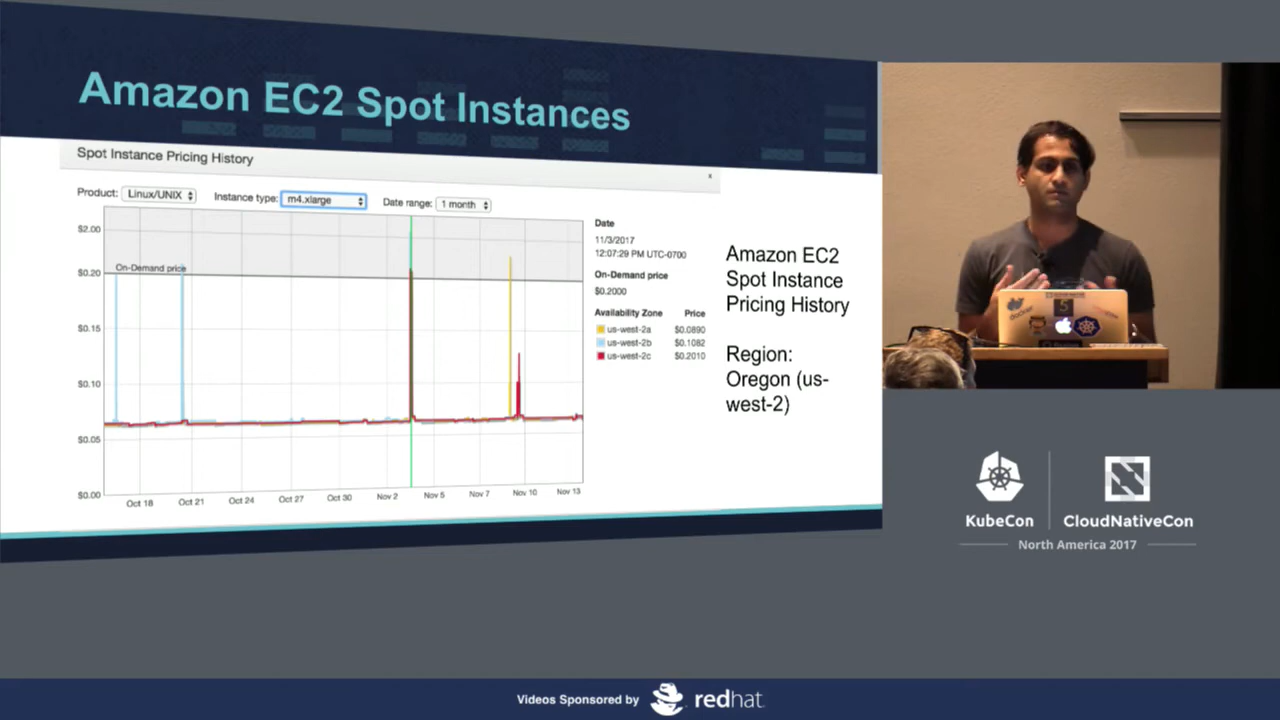 Amazon EC2 Spot Instances
Spot Instance Pricing History
x
Product: Linux/UNIX Instance type: m4.xlarge Date range: 1 month
$2.00
On-Demand price
$0.20
$0.15
$0.10
$0.05
$0.00
Oct 18 Oct 21 Oct 24 Oct 27 Oct 30 Nov 2 Nov 5 Nov 7 Nov 10 Nov 13
Date
11/3/2017
12:07:29 PM UTC-0700
On-Demand price
$0.2000
Availability Zone Price
us-west-2a $0.0890
us-west-2b $0.1082
us-west-2c $0.2010
Amazon EC2
Spot Instance
Pricing History
Region:
Oregon (us-
west-2)
docker
KubeCon CloudNativeCon
North America 2017
Videos Sponsored by redhat.